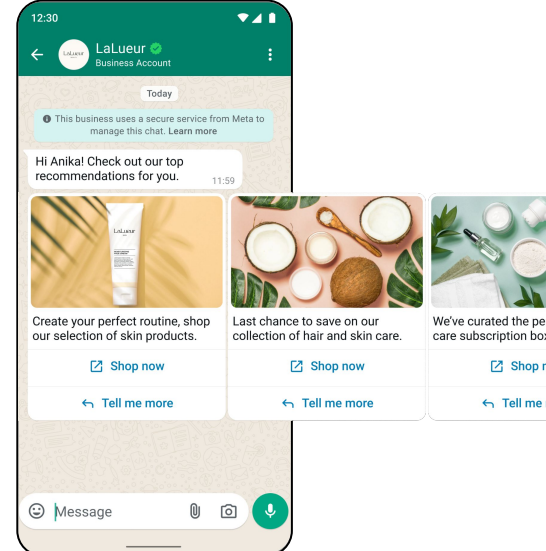 12:30
LaLueur
LaLueur
Business Account
Today
This business uses a secure service from Meta to
manage this chat. Learn more
Hi Anika! Check out our top
recommendations for you.
11:59
LaLueur
Create your perfect routine, shop
our selection of skin products.
Shop now
Tell me more
Last chance to save on our
collection of hair and skin care.
Shop now
Tell me more
We've curated the pe
care subscription box
Shop
Tell me
Message